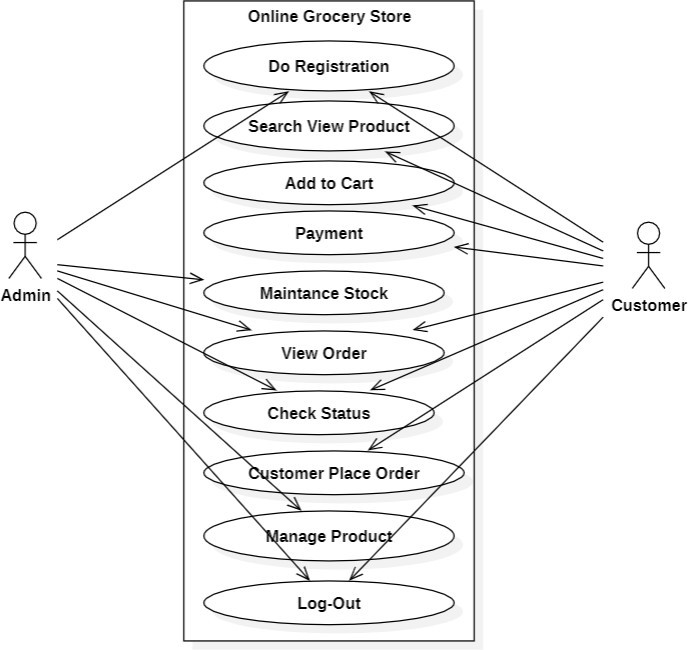 Online Grocery Store
Do Registration
Search View Product
Add to Cart
Payment
Maintance Stock
View Order
Check Status
Customer Place Order
Manage Product
Log-Out
Admin
Customer